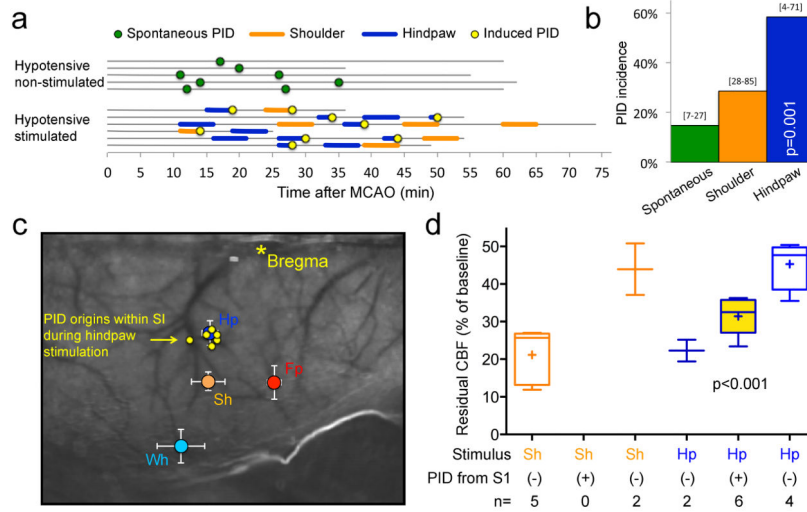 a
Spontaneous PID
Shoulder
Hindpaw
Induced PID
Hypotensive
non-stimulated
Hypotensive
stimulated
0 5 10 15 20 25 30 35 40 45 50 55 60 65 70 75
Time after MCAO (min)
b
PID incidence
60%
40%
20%
0%
[7-27]
[28-85]
[4-71]
p=0.001
Spontaneous
Shoulder
Hindpaw
c
* Bregma
PID origins within SI
during hindpaw
stimulation
Hp
Sh
Fp
Wh
d
Residual CBF (% of baseline)
50
40
30
20
10
0
p<0.001
Stimulus Sh Sh Sh Hp Hp Hp
PID from S1 (-) (+) (-) (-) (+) (-)
n= 5 0 2 2 6 4